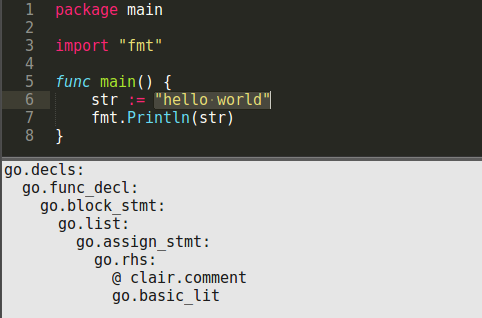 1 package main
2
3 import "fmt"
4
5 func main() {
6     str := "hello·world"
7     fmt.Println(str)
8 }
go.decls:
  go.func_decl:
    go.block_stmt:
      go.list:
        go.assign_stmt:
          go.rhs:
            @ clair.comment
            go.basic_lit